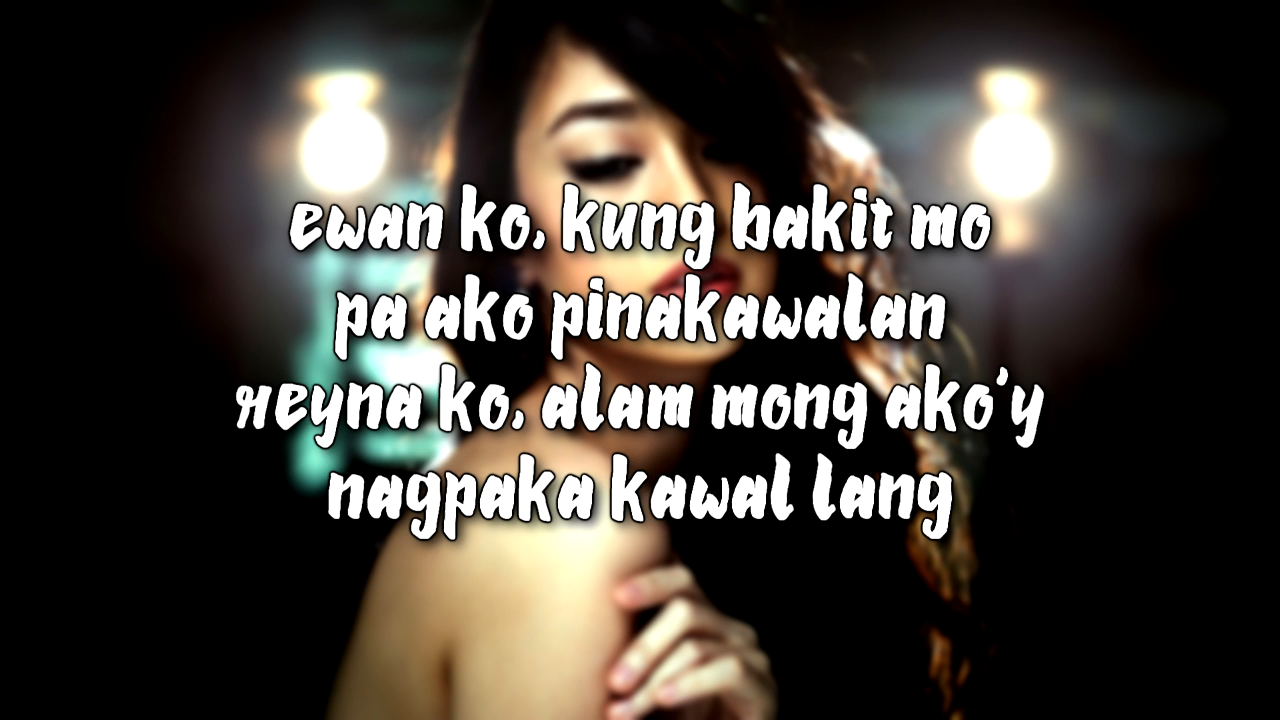 Ewan ko, kung bakit mo
pa ako pinakawalan
Reyna ko, alam mong ako'y
nagpaka kawal lang